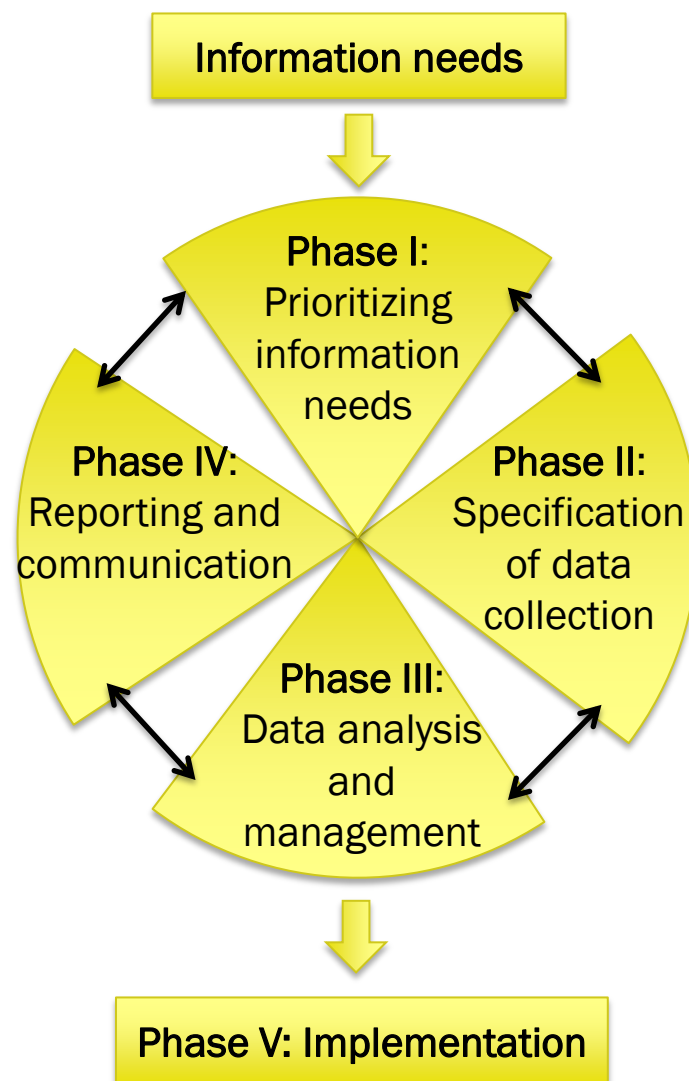 Information needs
Phase I:
Prioritizing
information
needs
Phase II:
Specification
of data
collection
Phase III:
Data analysis
and
management
Phase IV:
Reporting and
communication
Phase V: Implementation